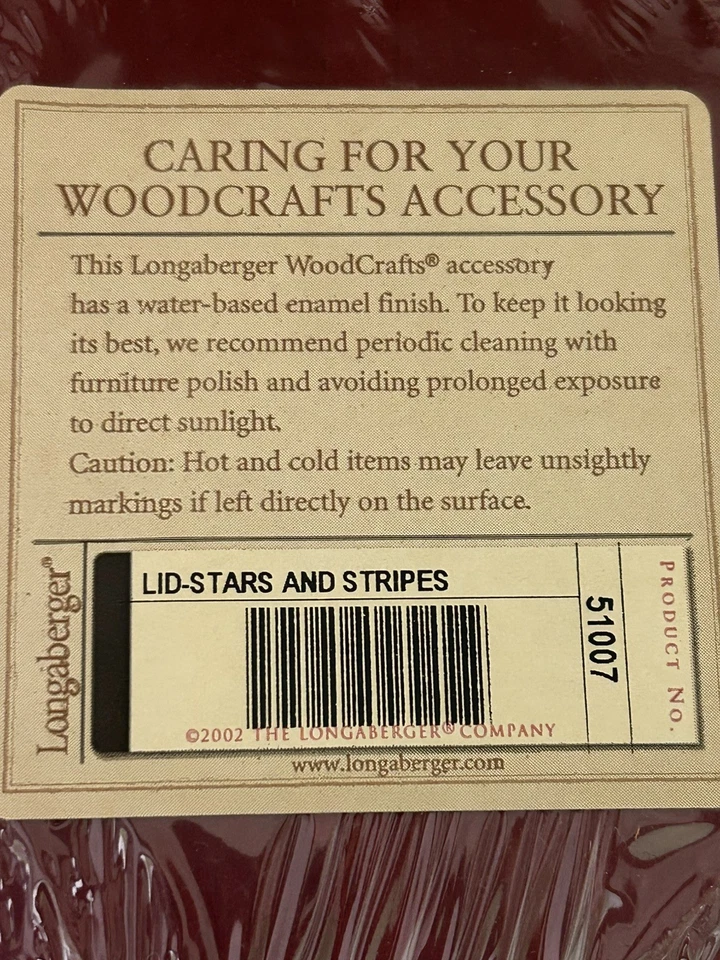 CARING FOR YOUR
WOODCRAFTS ACCESSORY
This Longaberger WoodCrafts® accessory
has a water-based enamel finish. To keep it looking
its best, we recommend periodic cleaning with
furniture polish and avoiding prolonged exposure
to direct sunlight.
Caution: Hot and cold items may leave unsightly
markings if left directly on the surface.
Longaberger®
LID-STARS AND STRIPES
51007
PRODUCT NO.
©2002 THE LONGABERGER® COMPANY
www.longaberger.com